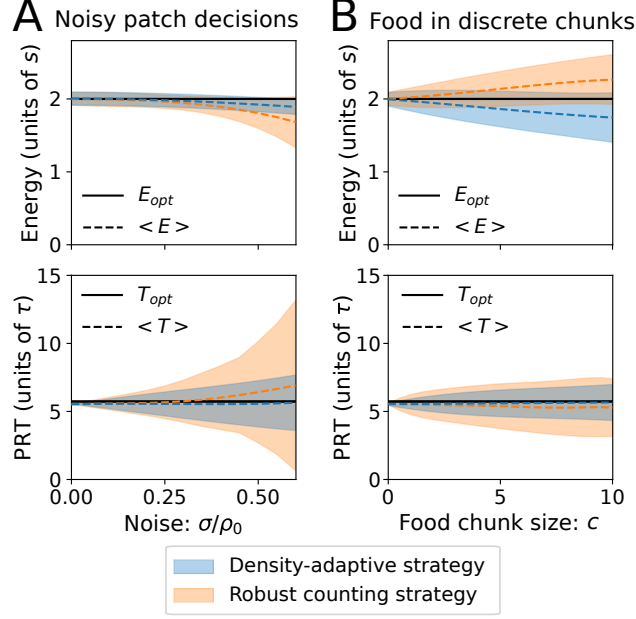 A Noisy patch decisions
B Food in discrete chunks
Energy (units of s)
2
1
0
E_opt
< E >
Energy (units of s)
2
1
0
E_opt
< E >
PRT (units of τ)
15
10
5
0
T_opt
< T >
0.00 0.25 0.50
Noise: σ/ρ₀
PRT (units of τ)
15
10
5
0
T_opt
< T >
0 5 10
Food chunk size: c
Density-adaptive strategy
Robust counting strategy